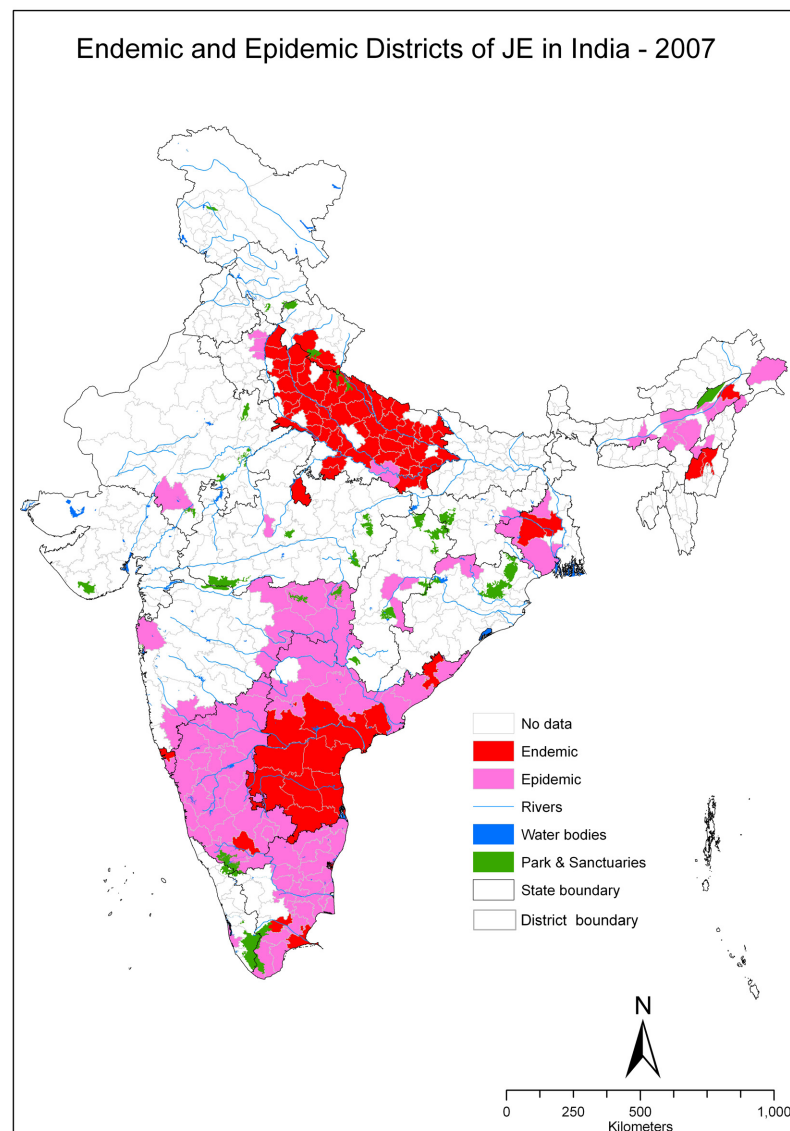 Endemic and Epidemic Districts of JE in India - 2007
No data
Endemic
Epidemic
Rivers
Water bodies
Park & Sanctuaries
State boundary
District boundary
N
0 250 500 1,000
Kilometers